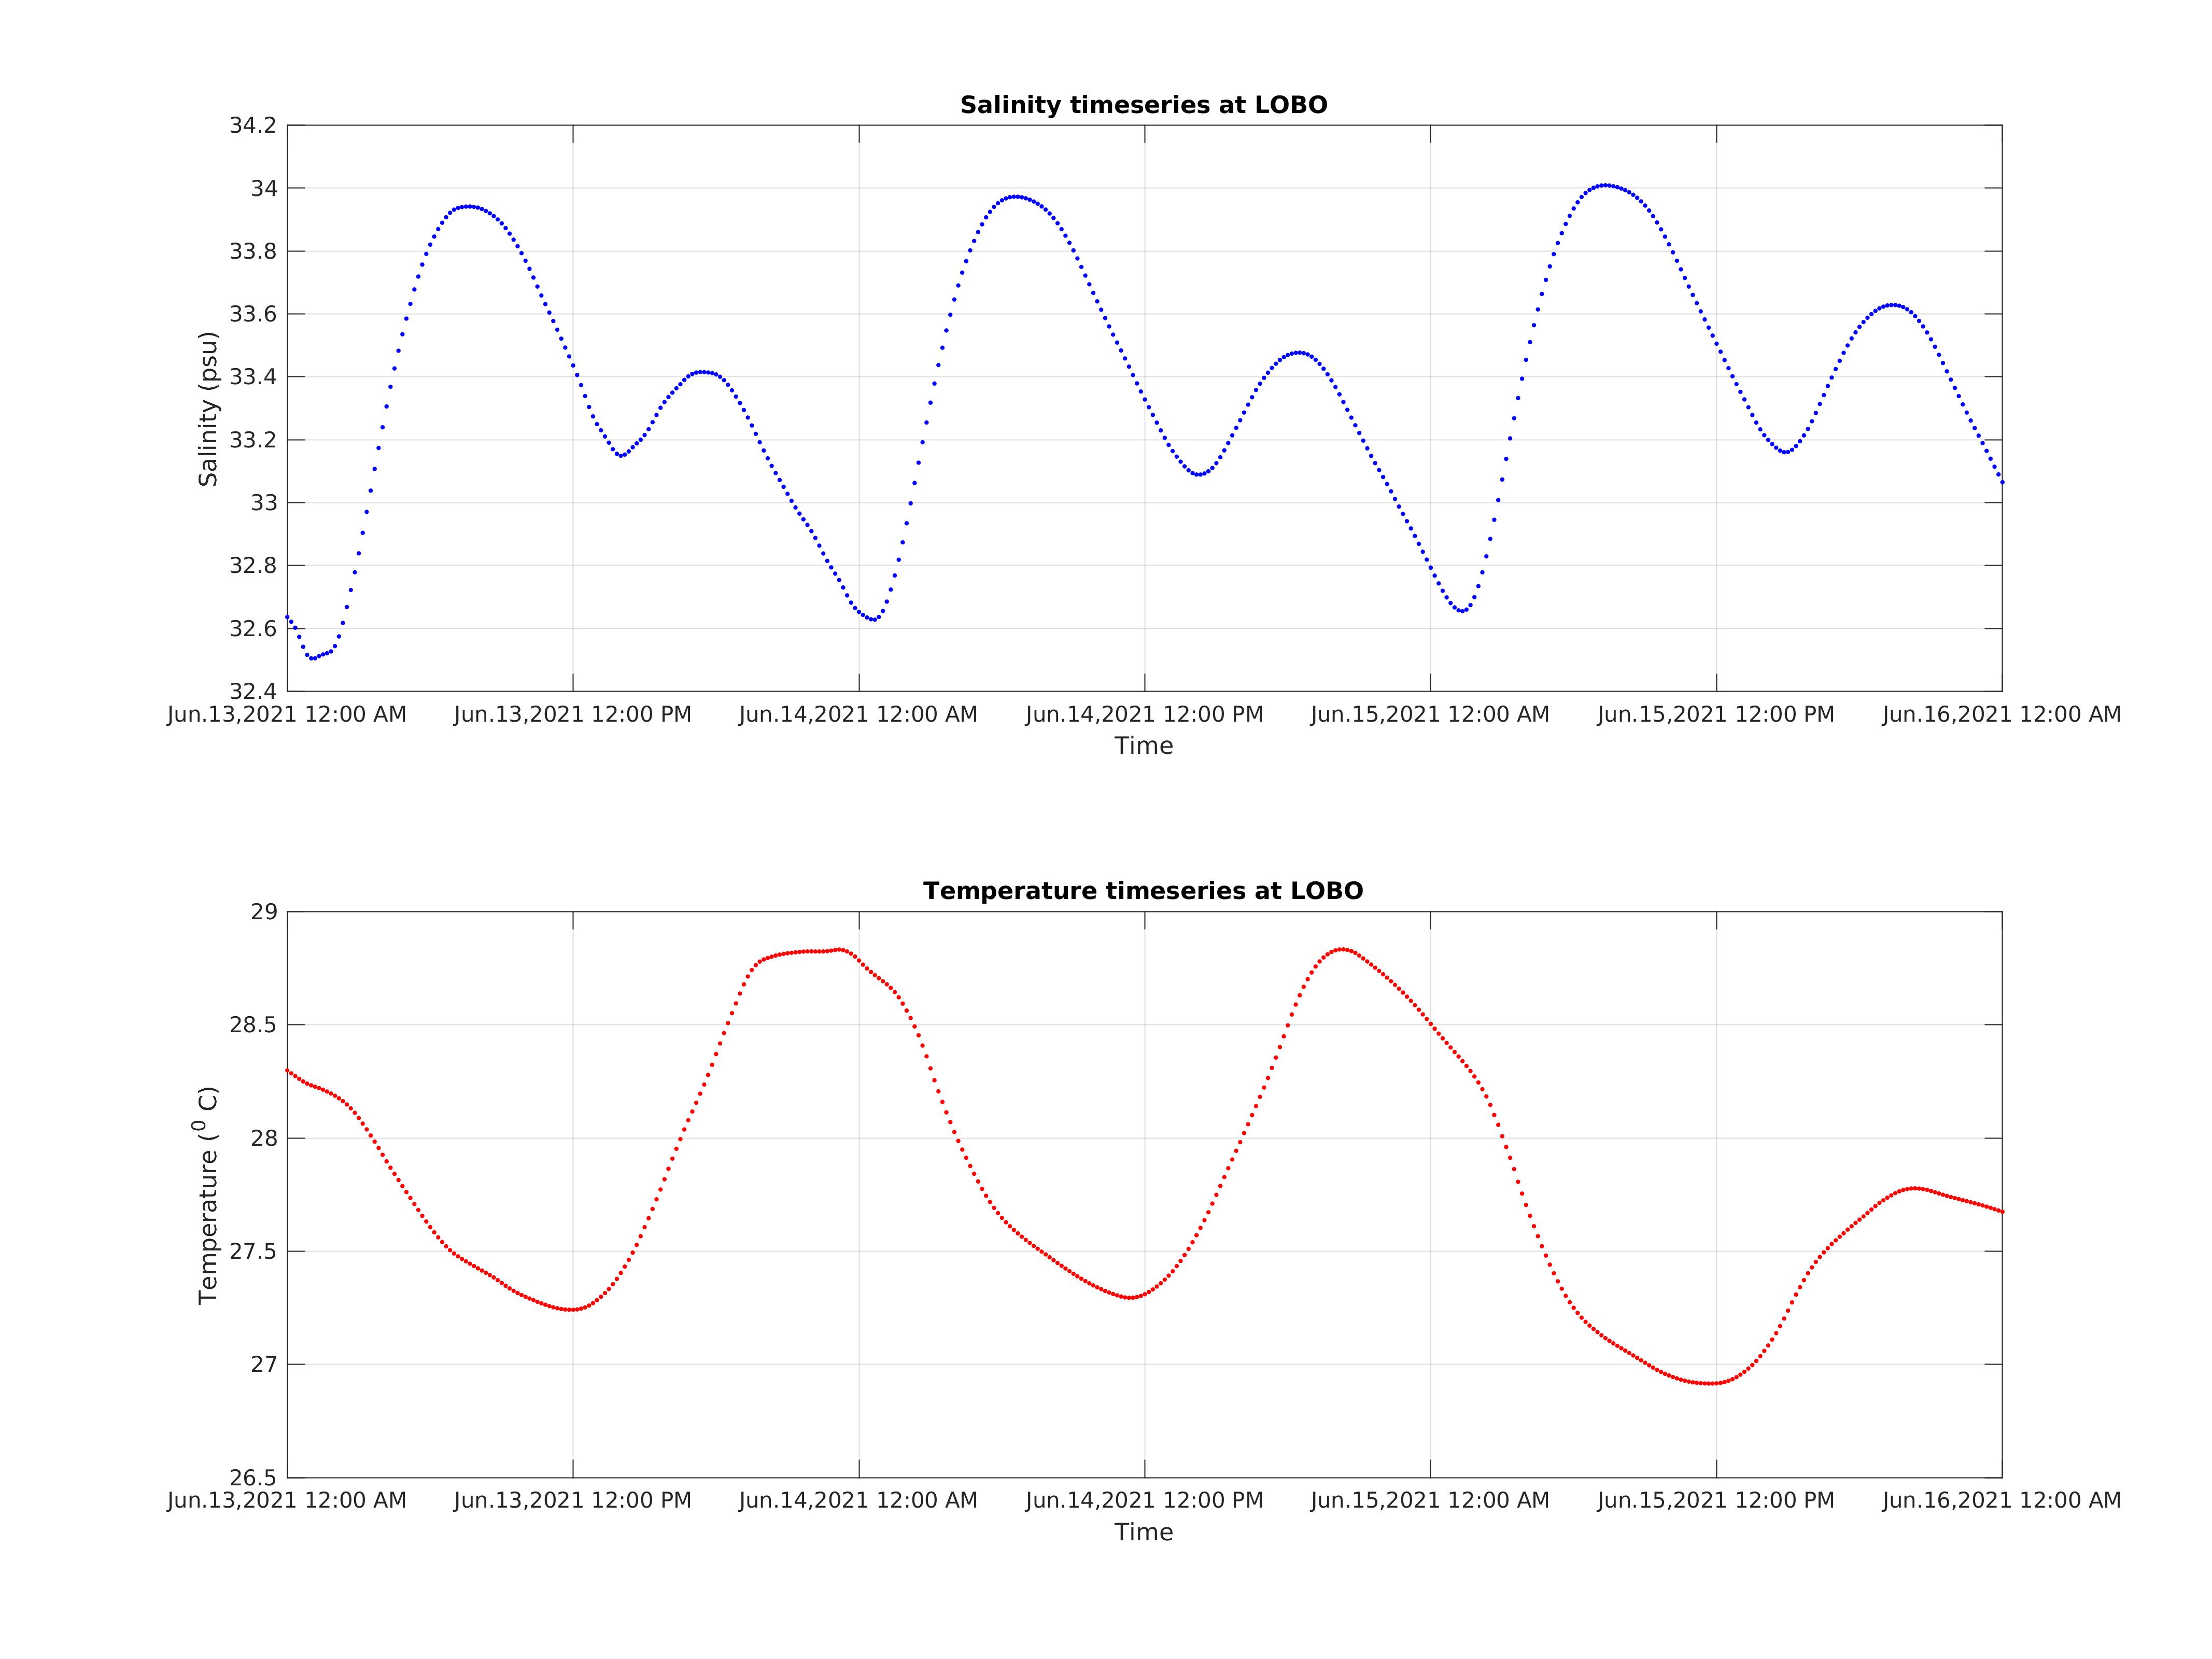 Salinity timeseries at LOBO
34.2
34
33.8
33.6
33.4
33.2
33
32.8
32.6
32.4
Salinity (psu)
Jun.13,2021 12:00 AM Jun.13,2021 12:00 PM Jun.14,2021 12:00 AM Jun.14,2021 12:00 PM Jun.15,2021 12:00 AM Jun.15,2021 12:00 PM Jun.16,2021 12:00 AM
Time
Temperature timeseries at LOBO
29
28.5
28
27.5
27
26.5
Temperature (⁰ C)
Jun.13,2021 12:00 AM Jun.13,2021 12:00 PM Jun.14,2021 12:00 AM Jun.14,2021 12:00 PM Jun.15,2021 12:00 AM Jun.15,2021 12:00 PM Jun.16,2021 12:00 AM
Time